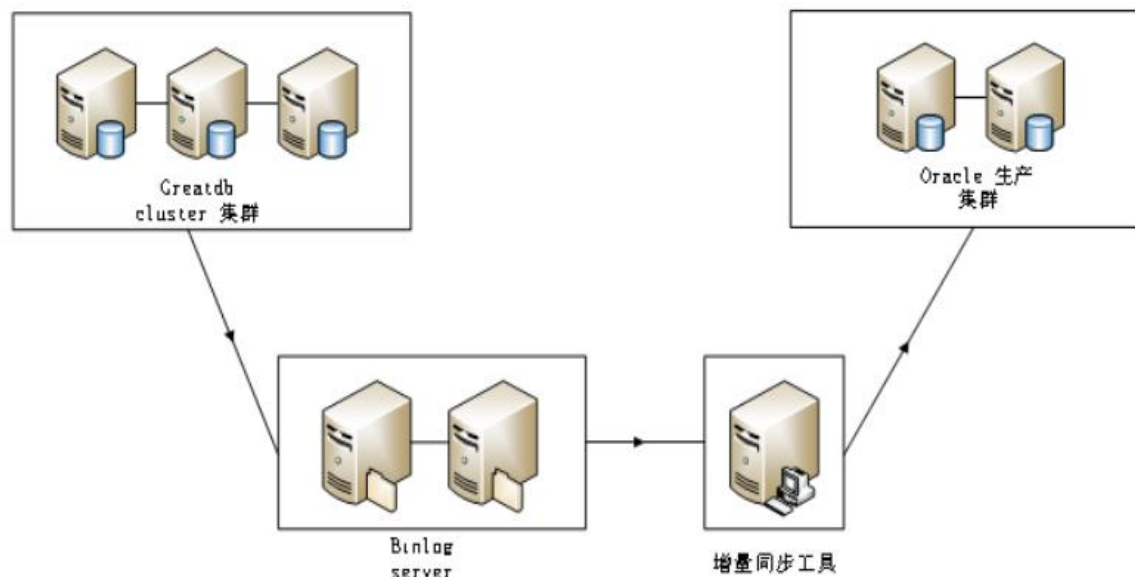 Greatdb
cluster 集群
Oracle 生产
集群
Binlog
server
增量同步工具